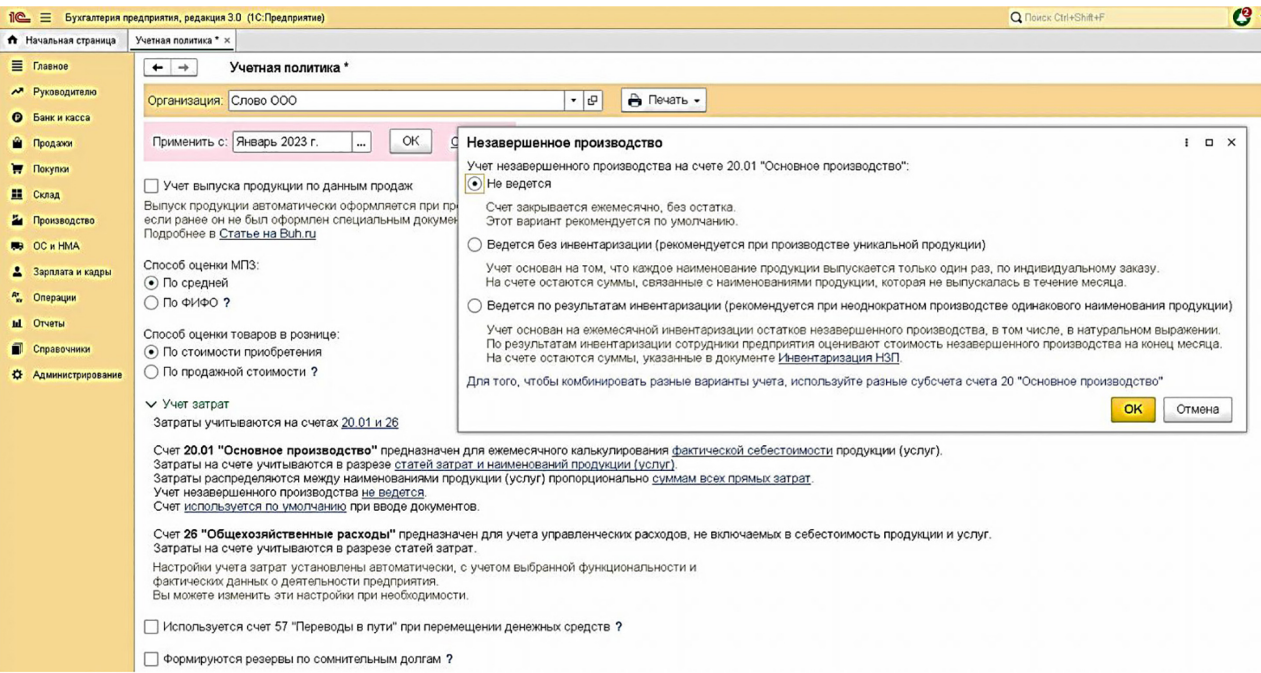 1С Бухгалтерия предприятия, редакция 3.0 (1С:Предприятие)
Поиск Ctrl+Shift+F
2
Начальная страница
Учетная политика * ×
Главное
Руководителю
Банк и касса
Продажи
Покупки
Склад
Производство
ОС и НМА
Зарплата и кадры
Операции
Отчеты
Справочники
Администрирование
Учетная политика *
Организация: Слово ООО
Печать
Применить с: Январь 2023 г. ... OK
Учет выпуска продукции по данным продаж
Выпуск продукции автоматически оформляется при
если ранее он не был оформлен специальным
Подробнее в Статье на Buh.ru
Способ оценки МПЗ:
По средней
По ФИФО ?
Способ оценки товаров в рознице:
По стоимости приобретения
По продажной стоимости ?
Учет затрат
Затраты учитываются на счетах 20.01 и 26
Счет 20.01 "Основное производство" предназначен для ежемесячного калькулирования фактической себестоимости продукции (услуг).
Затраты на счете учитываются в разрезе статей затрат и наименований продукции (услуг).
Затраты распределяются между наименованиями продукции (услуг) пропорционально суммам всех прямых затрат.
Учет незавершенного производства не ведется.
Счет используется по умолчанию при вводе документов.
Счет 26 "Общехозяйственные расходы" предназначен для учета управленческих расходов, не включаемых в себестоимость продукции и услуг.
Затраты на счете учитываются в разрезе статей затрат.
Настройки учета затрат установлены автоматически, с учетом выбранной функциональности и
фактических данных о деятельности предприятия.
Вы можете изменить эти настройки при необходимости.
Используется счет 57 "Переводы в пути" при перемещении денежных средств ?
Формируются резервы по сомнительным долгам ?
Незавершенное производство
Учет незавершенного производства на счете 20.01 "Основное производство":
Не ведется
Счет закрывается ежемесячно, без остатка.
Этот вариант рекомендуется по умолчанию.
Ведется без инвентаризации (рекомендуется при производстве уникальной продукции)
Учет основан на том, что каждое наименование продукции выпускается только один раз, по индивидуальному заказу.
На счете остаются суммы, связанные с наименованиями продукции, которая не выпускалась в течение месяца.
Ведется по результатам инвентаризации (рекомендуется при неоднократном производстве одинакового наименования продукции)
Учет основан на ежемесячной инвентаризации остатков незавершенного производства, в том числе, в натуральном выражении.
По результатам инвентаризации сотрудники предприятия оценивают стоимость незавершенного производства на конец месяца.
На счете остаются суммы, указанные в документе Инвентаризация НЗП.
Для того, чтобы комбинировать разные варианты учета, используйте разные субсчета счета 20 "Основное производство"
OK
Отмена